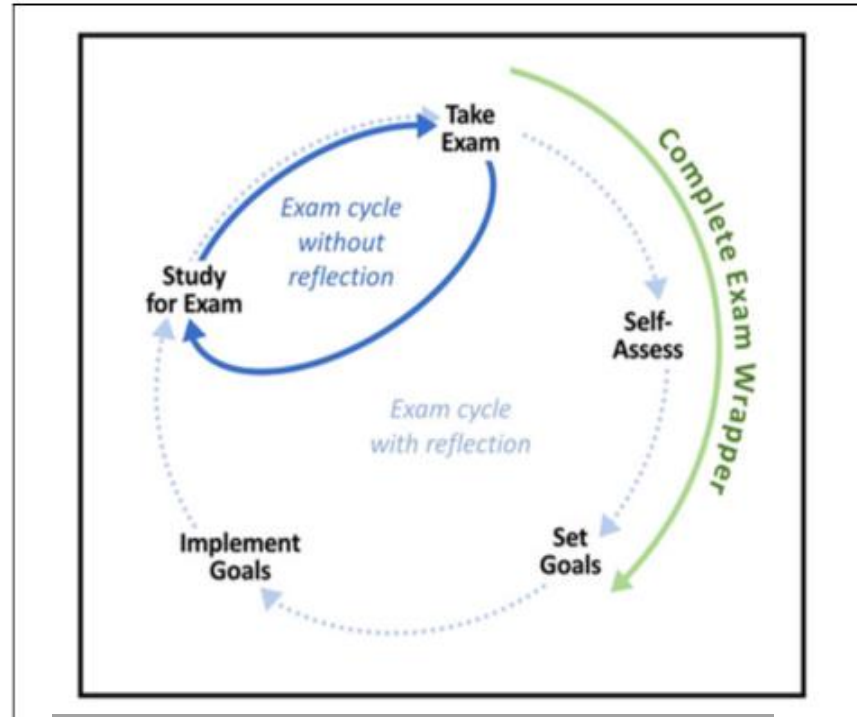 Take
Exam
Complete Exam Wrapper
Exam cycle
without
reflection
Study
for Exam
Self-
Assess
Exam cycle
with reflection
Implement
Goals
Set
Goals